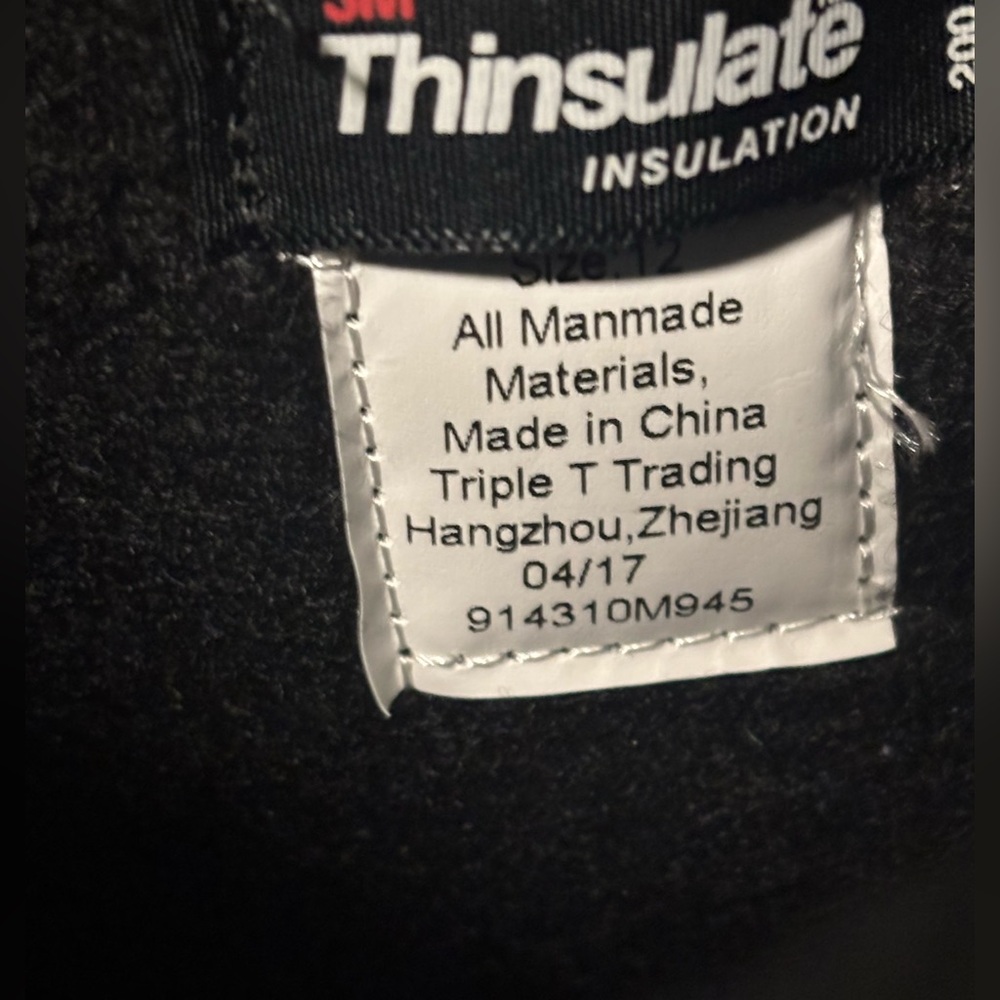 3M
Thinsulate
INSULATION
200
Size:12
All Manmade
Materials,
Made in China
Triple T Trading
Hangzhou,Zhejiang
04/17
914310M945